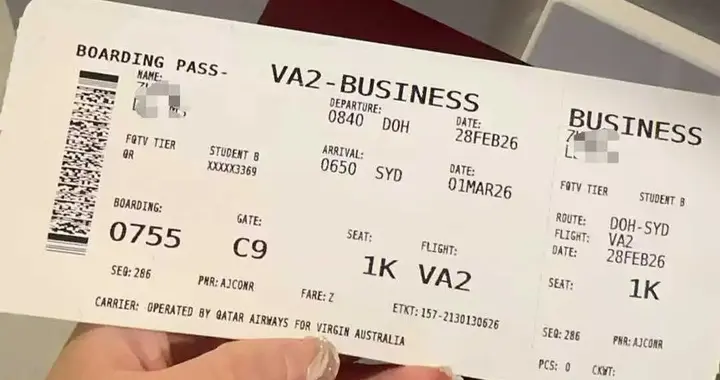 BOARDING PASS-
VA2-BUSINESS
NAME:
DEPARTURE:
0840 DOH
DATE:
28FEB26
FQTV TIER
QR
STUDENT B
XXXXX3369
ARRIVAL:
0650 SYD
DATE:
01MAR26
BOARDING:
0755
GATE:
C9
SEAT:
1K
FLIGHT:
VA2
SEQ: 286
PNR: AJCONR
FARE: Z
ETKT: 157-2130130626
CARRIER: OPERATED BY QATAR AIRWAYS FOR VIRGIN AUSTRALIA
BUSINESS
FQTV TIER
STUDENT B
ROUTE: DOH-SYD
FLIGHT: VA2
DATE: 28FEB26
SEAT: 1K
SEQ: 286
PNR: AJCONR
PCS: 0 CKWT: